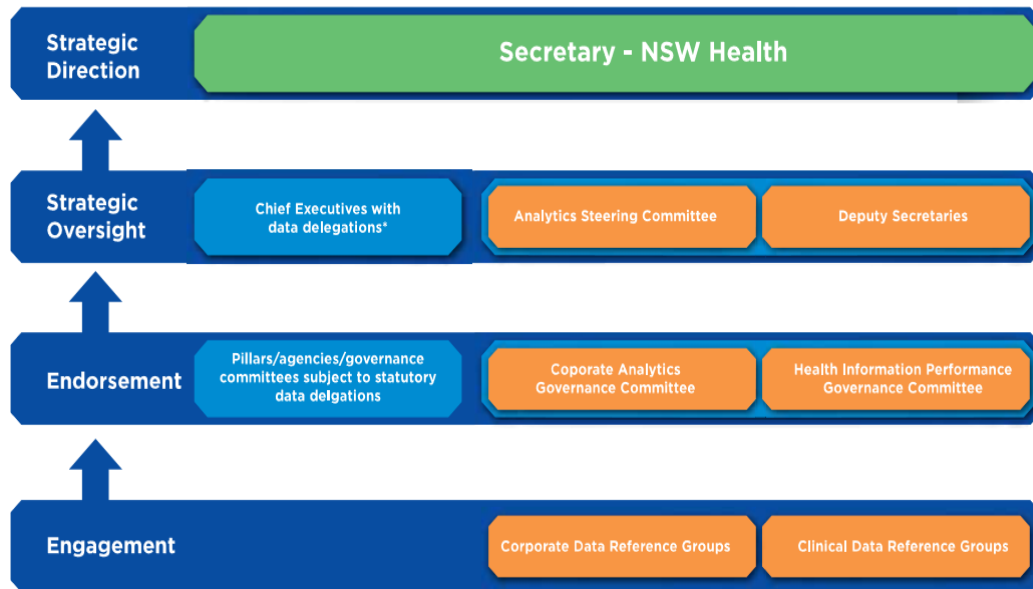 Strategic
Direction
Secretary - NSW Health
Strategic
Oversight
Chief Executives with
data delegations*
Analytics Steering Committee
Deputy Secretaries
Endorsement
Pillars/agencies/governance
committees subject to statutory
data delgations
Coporate Analytics
Governance Committee
Health Information Performance
Governance Committee
Engagement
Corporate Data Reference Groups
Clinical Data Reference Groups